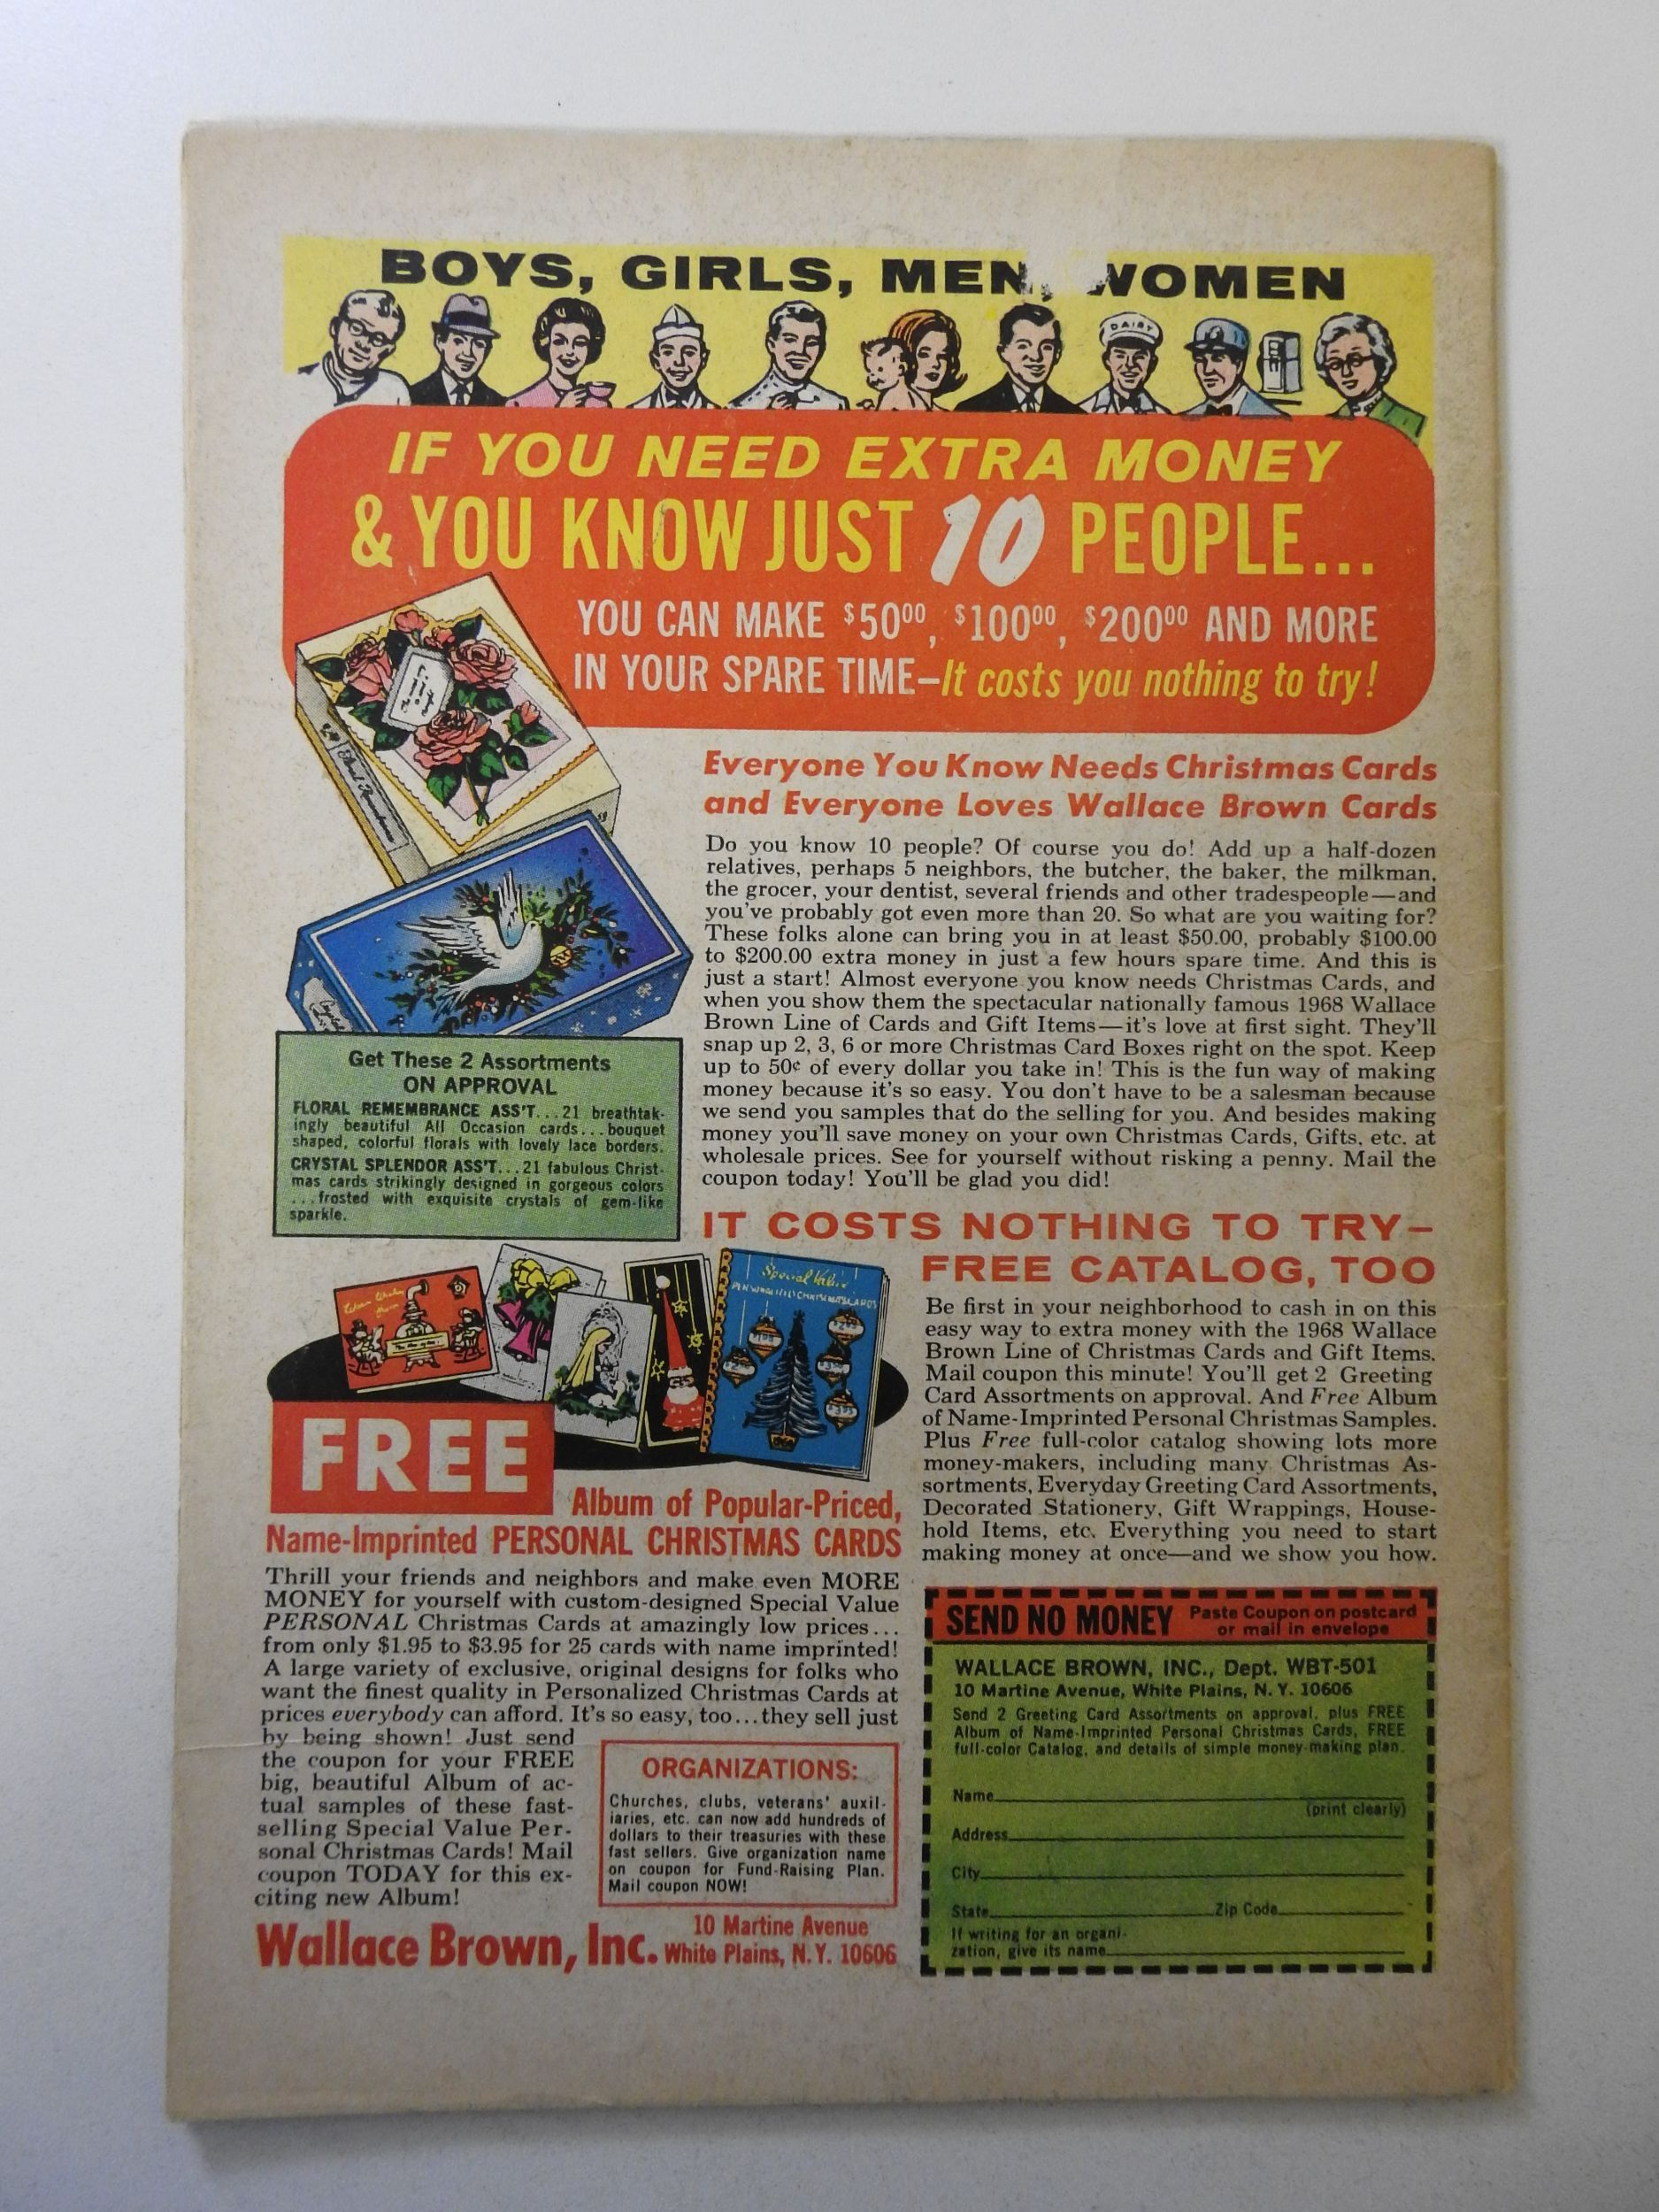 BOYS, GIRLS, MEN, WOMEN
DAIRY
IF YOU NEED EXTRA MONEY
& YOU KNOW JUST 10 PEOPLE...
YOU CAN MAKE $50⁰⁰, $100⁰⁰, $200⁰⁰ AND MORE
IN YOUR SPARE TIME–It costs you nothing to try!
Everyone You Know Needs Christmas Cards
and Everyone Loves Wallace Brown Cards
Do you know 10 people? Of course you do! Add up a half-dozen
relatives, perhaps 5 neighbors, the butcher, the baker, the milkman,
the grocer, your dentist, several friends and other tradespeople—and
you've probably got even more than 20. So what are you waiting for?
These folks alone can bring you in at least $50.00, probably $100.00
to $200.00 extra money in just a few hours spare time. And this is
just a start! Almost everyone you know needs Christmas Cards, and
when you show them the spectacular nationally famous 1968 Wallace
Brown Line of Cards and Gift Items—it's love at first sight. They'll
snap up 2, 3, 6 or more Christmas Card Boxes right on the spot. Keep
up to 50¢ of every dollar you take in! This is the fun way of making
money because it's so easy. You don't have to be a salesman because
we send you samples that do the selling for you. And besides making
money you'll save money on your own Christmas Cards, Gifts, etc. at
wholesale prices. See for yourself without risking a penny. Mail the
coupon today! You'll be glad you did!
Floral Remembrance
Get These 2 Assortments
ON APPROVAL
FLORAL REMEMBRANCE ASS'T...21 breathtak-
ingly beautiful All Occasion cards...bouquet
shaped, colorful florals with lovely lace borders.
CRYSTAL SPLENDOR ASS'T...21 fabulous Christ-
mas cards strikingly designed in gorgeous colors
...frosted with exquisite crystals of gem-like
sparkle.
IT COSTS NOTHING TO TRY–
FREE CATALOG, TOO
Be first in your neighborhood to cash in on this
easy way to extra money with the 1968 Wallace
Brown Line of Christmas Cards and Gift Items.
Mail coupon this minute! You'll get 2 Greeting
Card Assortments on approval. And Free Album
of Name-Imprinted Personal Christmas Samples.
Plus Free full-color catalog showing lots more
money-makers, including many Christmas As-
sortments, Everyday Greeting Card Assortments,
Decorated Stationery, Gift Wrappings, House-
hold Items, etc. Everything you need to start
making money at once—and we show you how.
Special Value
PERSONALIZED CHRISTMAS CARDS
FREE
Album of Popular-Priced,
Name-Imprinted PERSONAL CHRISTMAS CARDS
Thrill your friends and neighbors and make even MORE
MONEY for yourself with custom-designed Special Value
PERSONAL Christmas Cards at amazingly low prices...
from only $1.95 to $3.95 for 25 cards with name imprinted!
A large variety of exclusive, original designs for folks who
want the finest quality in Personalized Christmas Cards at
prices everybody can afford. It's so easy, too...they sell just
by being shown! Just send
the coupon for your FREE
big, beautiful Album of ac-
tual samples of these fast-
selling Special Value Per-
sonal Christmas Cards! Mail
coupon TODAY for this ex-
citing new Album!
ORGANIZATIONS:
Churches, clubs, veterans' auxil-
iaries, etc. can now add hundreds of
dollars to their treasuries with these
fast sellers. Give organization name
on coupon for Fund-Raising Plan.
Mail coupon NOW!
Wallace Brown, Inc. 10 Martine Avenue
White Plains, N.Y. 10606
SEND NO MONEY Paste Coupon on postcard
or mail in envelope
WALLACE BROWN, INC., Dept. WBT-501
10 Martine Avenue, White Plains, N.Y. 10606
Send 2 Greeting Card Assortments on approval, plus FREE
Album of Name-Imprinted Personal Christmas Cards, FREE
full-color Catalog, and details of simple money-making plan.
Name
(print clearly)
Address
City
State Zip Code
If writing for an organi-
zation, give its name